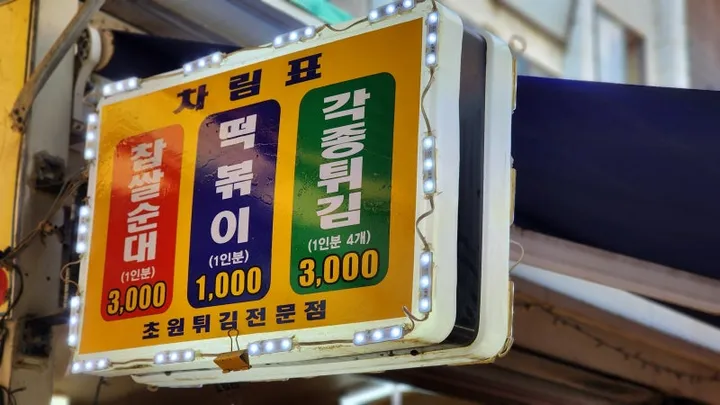 차림표
찹쌀순대
(1인분)
3,000
떡볶이
(1인분)
1,000
각종튀김
(1인분 4개)
3,000
초원튀김전문점